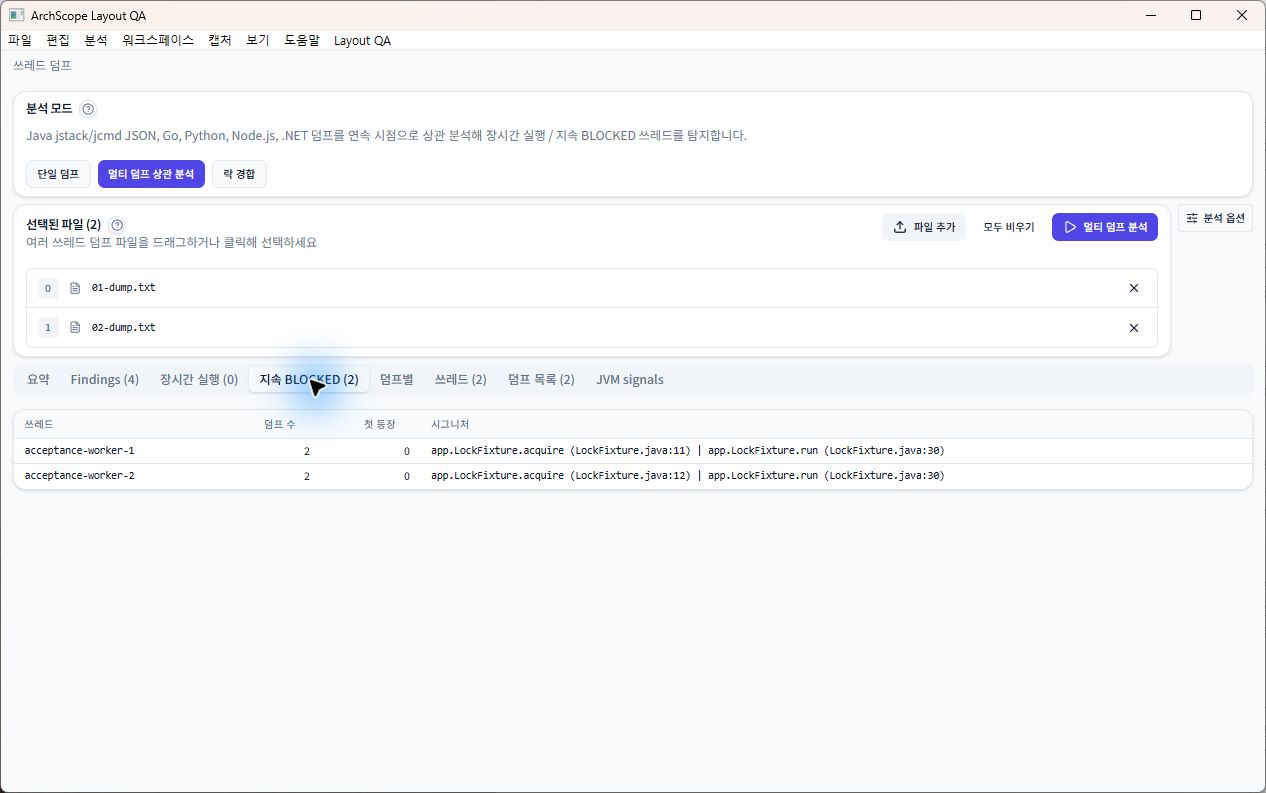 ArchScope Layout QA
파일 편집 분석 워크스페이스 캡처 보기 도움말 Layout QA
쓰레드 덤프
분석 모드 ?
Java jstack/jcmd JSON, Go, Python, Node.js, .NET 덤프를 연속 시점으로 상관 분석해 장시간 실행 / 지속 BLOCKED 쓰레드를 탐지합니다.
단일 덤프 멀티 덤프 상관 분석 락 경합
선택된 파일 (2) ? 파일 추가 모두 비우기 멀티 덤프 분석 분석 옵션
여러 쓰레드 덤프 파일을 드래그하거나 클릭해 선택하세요
0 01-dump.txt
1 02-dump.txt
요약 Findings (4) 장시간 실행 (0) 지속 BLOCKED (2) 덤프별 쓰레드 (2) 덤프 목록 (2) JVM signals
쓰레드 덤프 수 첫 등장 시그니처
acceptance-worker-1 2 0 app.LockFixture.acquire (LockFixture.java:11) | app.LockFixture.run (LockFixture.java:30)
acceptance-worker-2 2 0 app.LockFixture.acquire (LockFixture.java:12) | app.LockFixture.run (LockFixture.java:30)